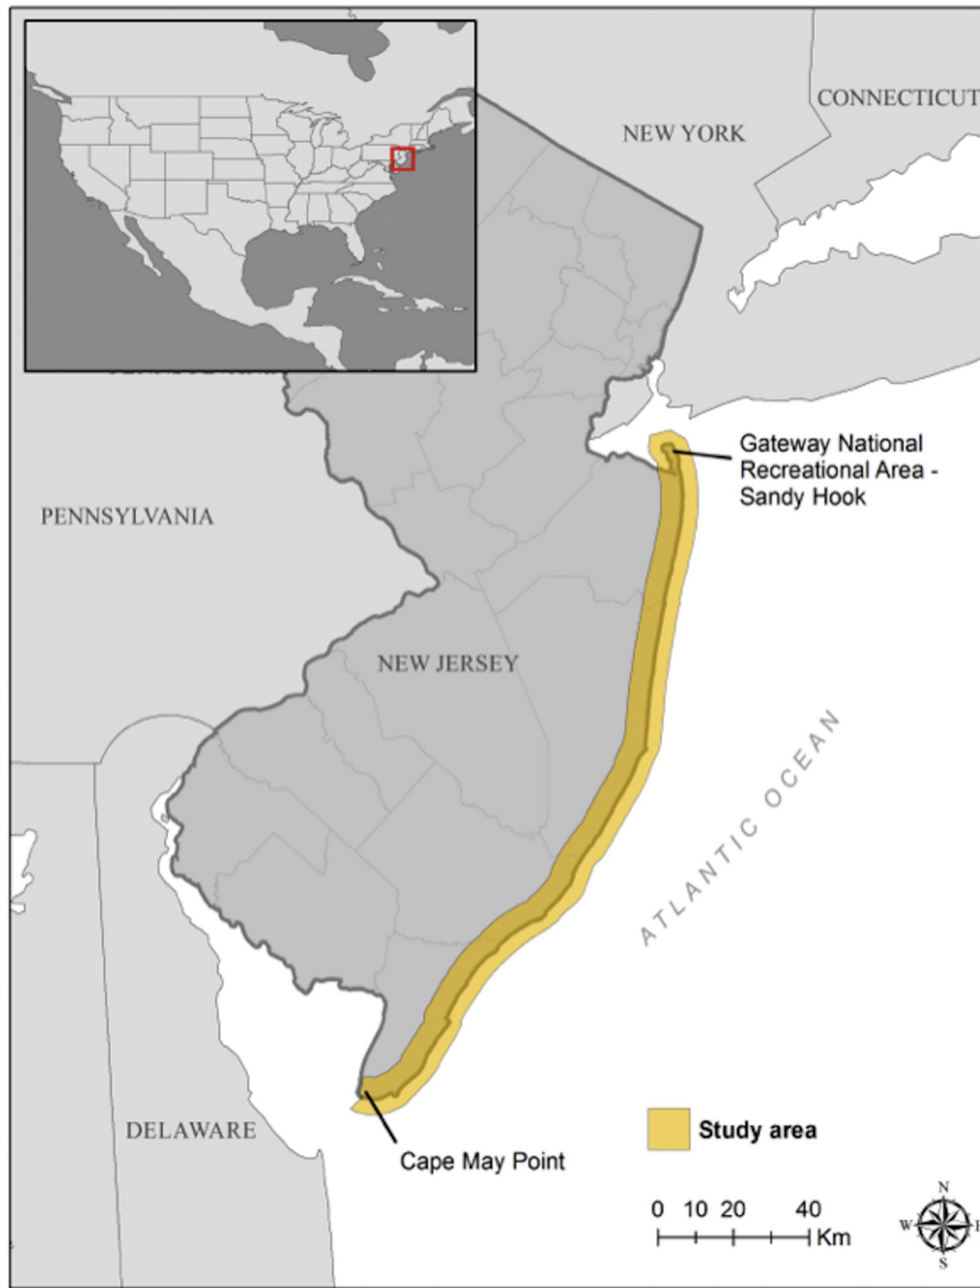 NEW YORK
CONNECTICUT
Gateway National
Recreational Area -
Sandy Hook
PENNSYLVANIA
NEW JERSEY
ATLANTIC OCEAN
DELAWARE
Cape May Point
Study area
0 10 20 40
Km
N
W
S